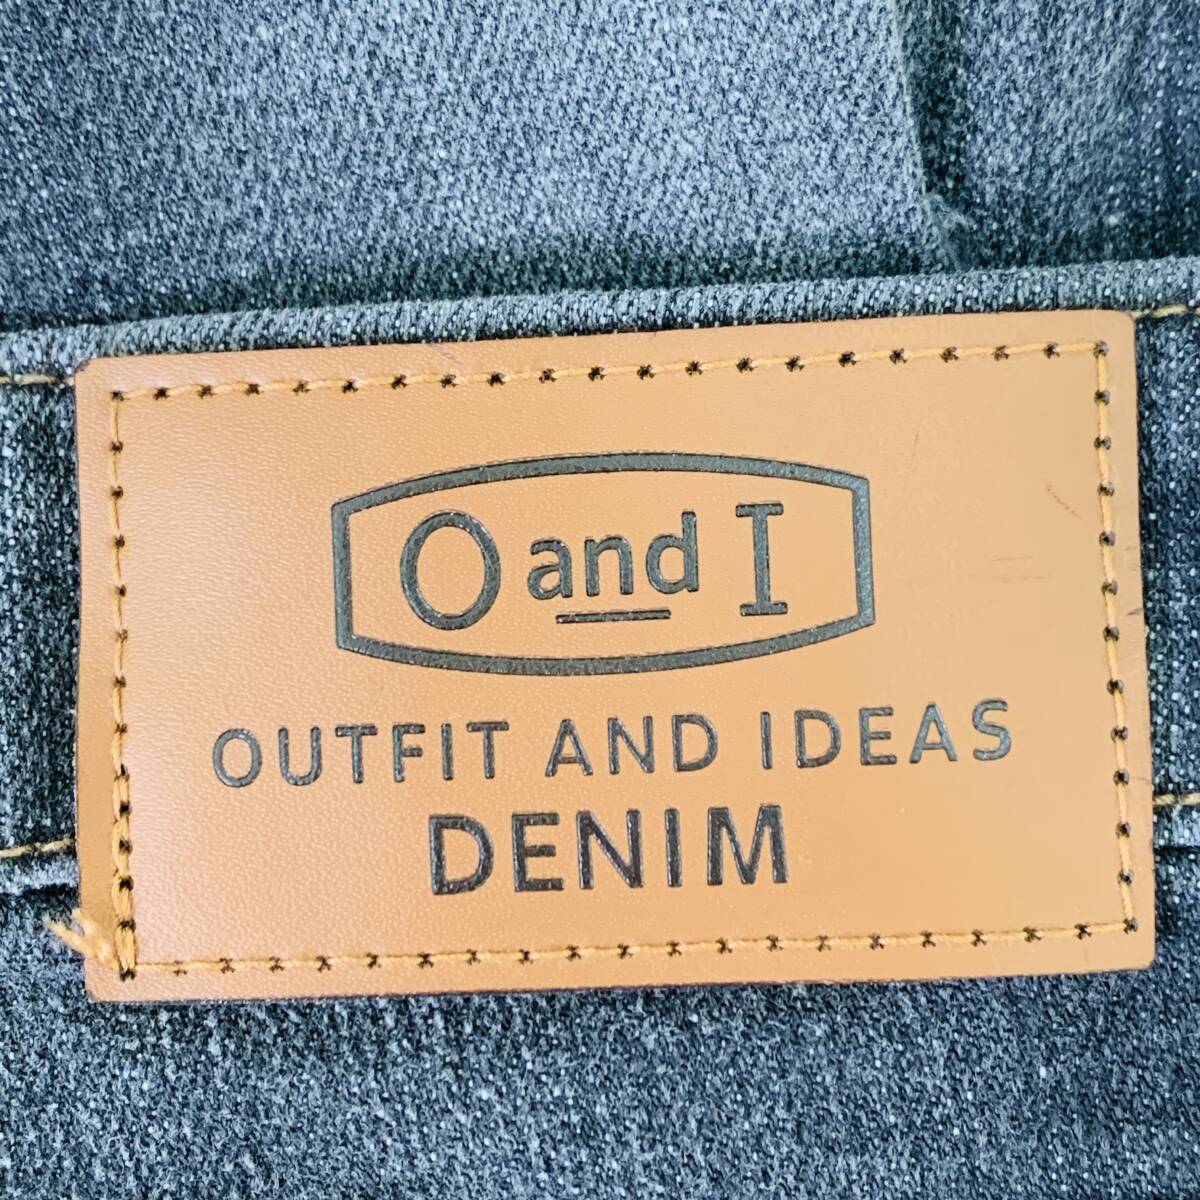 O and I
OUTFIT AND IDEAS
DENIM